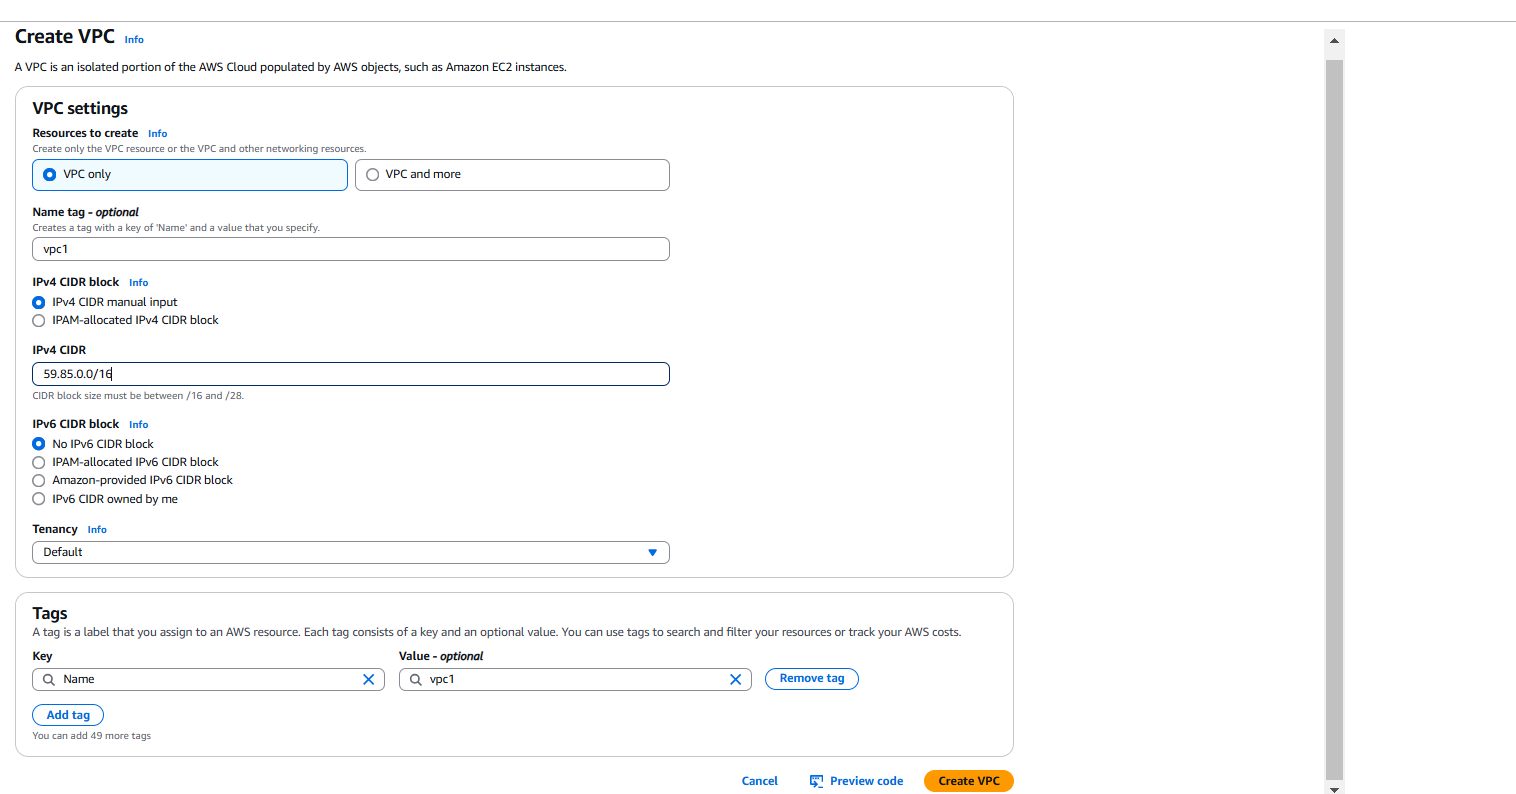 Create VPC Info
A VPC is an isolated portion of the AWS Cloud populated by AWS objects, such as Amazon EC2 instances.
VPC settings
Resources to create Info
Create only the VPC resource or the VPC and other networking resources.
VPC only VPC and more
Name tag - optional
Creates a tag with a key of 'Name' and a value that you specify.
vpc1
IPv4 CIDR block Info
IPv4 CIDR manual input
IPAM-allocated IPv4 CIDR block
IPv4 CIDR
59.85.0.0/16
CIDR block size must be between /16 and /28.
IPv6 CIDR block Info
No IPv6 CIDR block
IPAM-allocated IPv6 CIDR block
Amazon-provided IPv6 CIDR block
IPv6 CIDR owned by me
Tenancy Info
Default
Tags
A tag is a label that you assign to an AWS resource. Each tag consists of a key and an optional value. You can use tags to search and filter your resources or track your AWS costs.
Key Value - optional
Name vpc1 Remove tag
Add tag
You can add 49 more tags
Cancel Preview code Create VPC